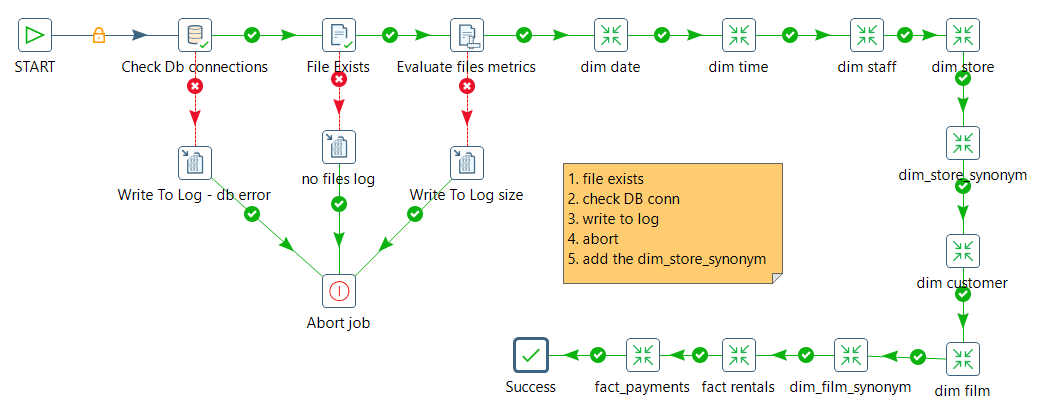 START
Check Db connections
File Exists
Evaluate files metrics
dim date
dim time
dim staff
dim store
Write To Log - db error
no files log
Write To Log size
dim_store_synonym
1. file exists
2. check DB conn
3. write to log
4. abort
5. add the dim_store_synonym
dim customer
Abort job
Success
fact_payments
fact rentals
dim_film_synonym
dim film